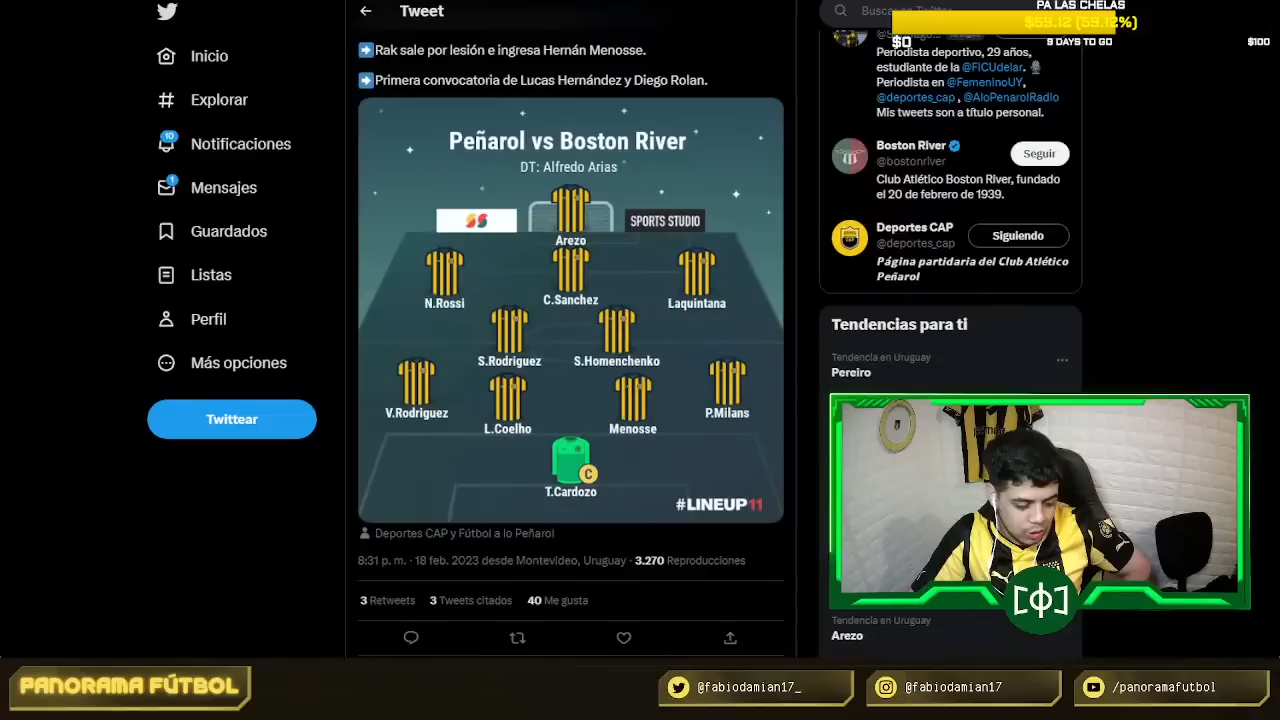 Inicio
Explorar
10
Notificaciones
1
Mensajes
Guardados
Listas
Perfil
Más opciones
Twittear
Tweet
Rak sale por lesión e ingresa Hernán Menosse.
Primera convocatoria de Lucas Hernández y Diego Rolan.
Peñarol vs Boston River
DT: Alfredo Arias
SPORTS STUDIO
Arezo
N.Rossi
C.Sanchez
Laquintana
S.Rodriguez
S.Homenchenko
V.Rodriguez
L.Coelho
Menosse
P.Milans
C
T.Cardozo
#LINEUP11
Deportes CAP y Fútbol a lo Peñarol
8:31 p. m. · 18 feb. 2023 desde Montevideo, Uruguay · 3.270 Reproducciones
3 Retweets 3 Tweets citados 40 Me gusta
PA LAS CHELAS
$59.12 (59.12%)
$0
9 DAYS TO GO
$100
Periodista deportivo, 29 años,
estudiante de la @FICUdelar.
Periodista en @FemenInoUY,
@deportes_cap , @AloPenarolRadio
Mis tweets son a título personal.
Boston River
@bostonriver
Seguir
Club Atlético Boston River, fundado
el 20 de febrero de 1939.
Deportes CAP
@deportes_cap
Siguiendo
Página partidaria del Club Atlético
Peñarol
Tendencias para ti
Tendencia en Uruguay
Pereiro
Tendencia en Uruguay
Arezo
PANORAMA FÚTBOL
@fabiodamian17_
@fabiodamian17
/panoramafutbol